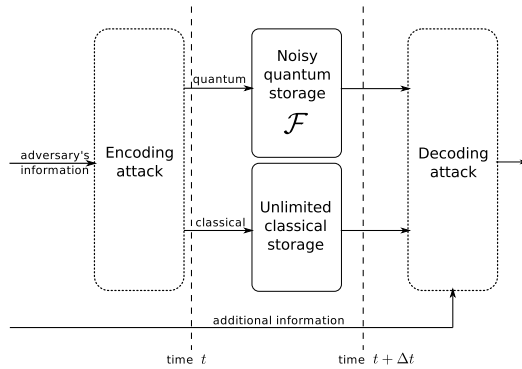 Noisy
quantum
storage
ℱ
quantum
adversary's
information
Encoding
attack
Decoding
attack
Unlimited
classical
storage
classical
additional information
time t
time t + Δt